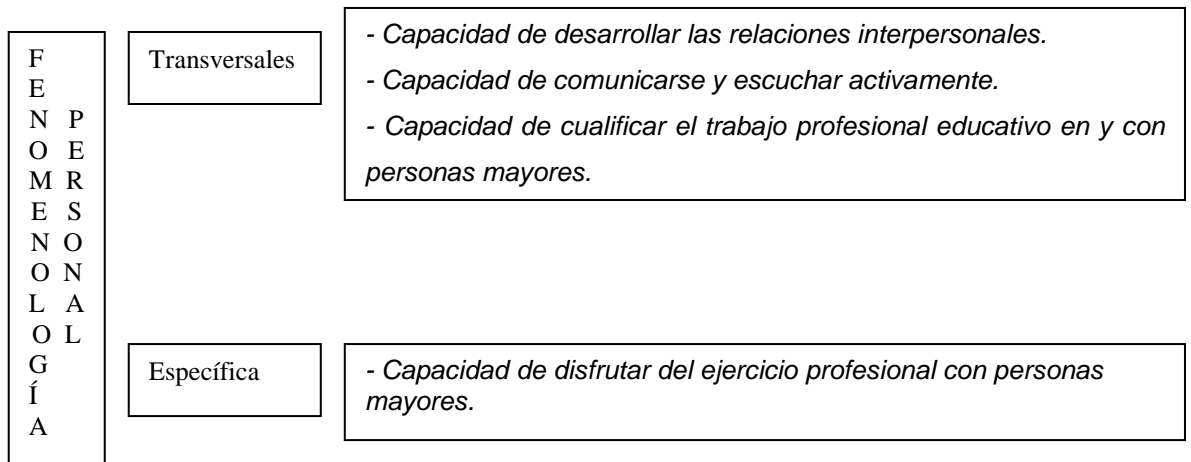 FENOMENOLOGÍA
PERSONAL
Transversales
- Capacidad de desarrollar las relaciones interpersonales.
- Capacidad de comunicarse y escuchar activamente.
- Capacidad de cualificar el trabajo profesional educativo en y con
personas mayores.
Específica
- Capacidad de disfrutar del ejercicio profesional con personas
mayores.